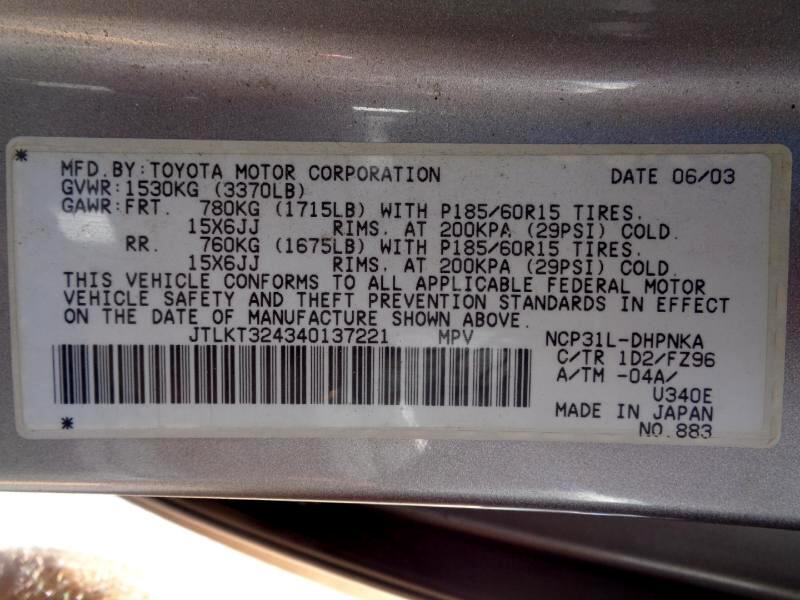 *
MFD.BY:TOYOTA MOTOR CORPORATION DATE 06/03
GVWR:1530KG (3370LB)
GAWR:FRT. 780KG (1715LB) WITH P185/60R15 TIRES.
15X6JJ RIMS. AT 200KPA (29PSI) COLD.
RR. 760KG (1675LB) WITH P185/60R15 TIRES.
15X6JJ RIMS. AT 200KPA (29PSI) COLD.
THIS VEHICLE CONFORMS TO ALL APPLICABLE FEDERAL MOTOR
VEHICLE SAFETY AND THEFT PREVENTION STANDARDS IN EFFECT
ON THE DATE OF MANUFACTURE SHOWN ABOVE.
JTLKT324340137221 MPV NCP31L-DHPNKA
C/TR 1D2/FZ96
A/TM -04A/
U340E
MADE IN JAPAN
* NO.883